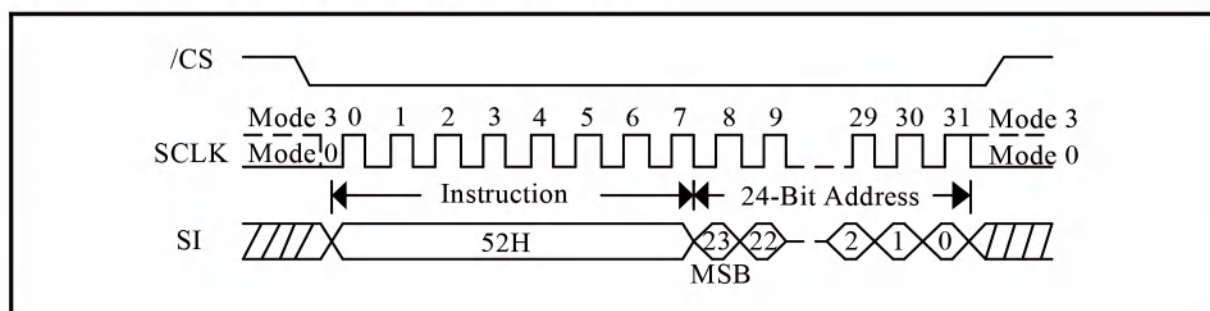 /CS
Mode 3 0 1 2 3 4 5 6 7 8 9 29 30 31 Mode 3
SCLK Mode 0 Mode 0
Instruction 24-Bit Address
SI 52H 23 22 2 1 0
MSB